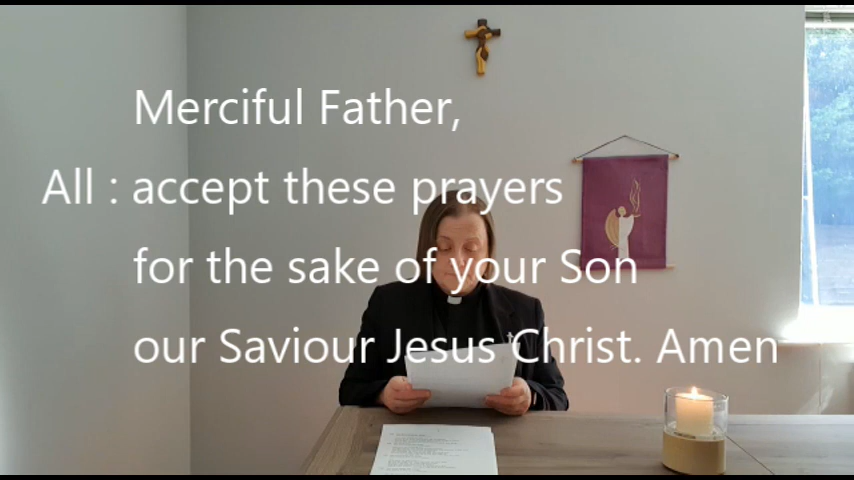 Merciful Father,
All : accept these prayers
for the sake of your Son
our Saviour Jesus Christ. Amen